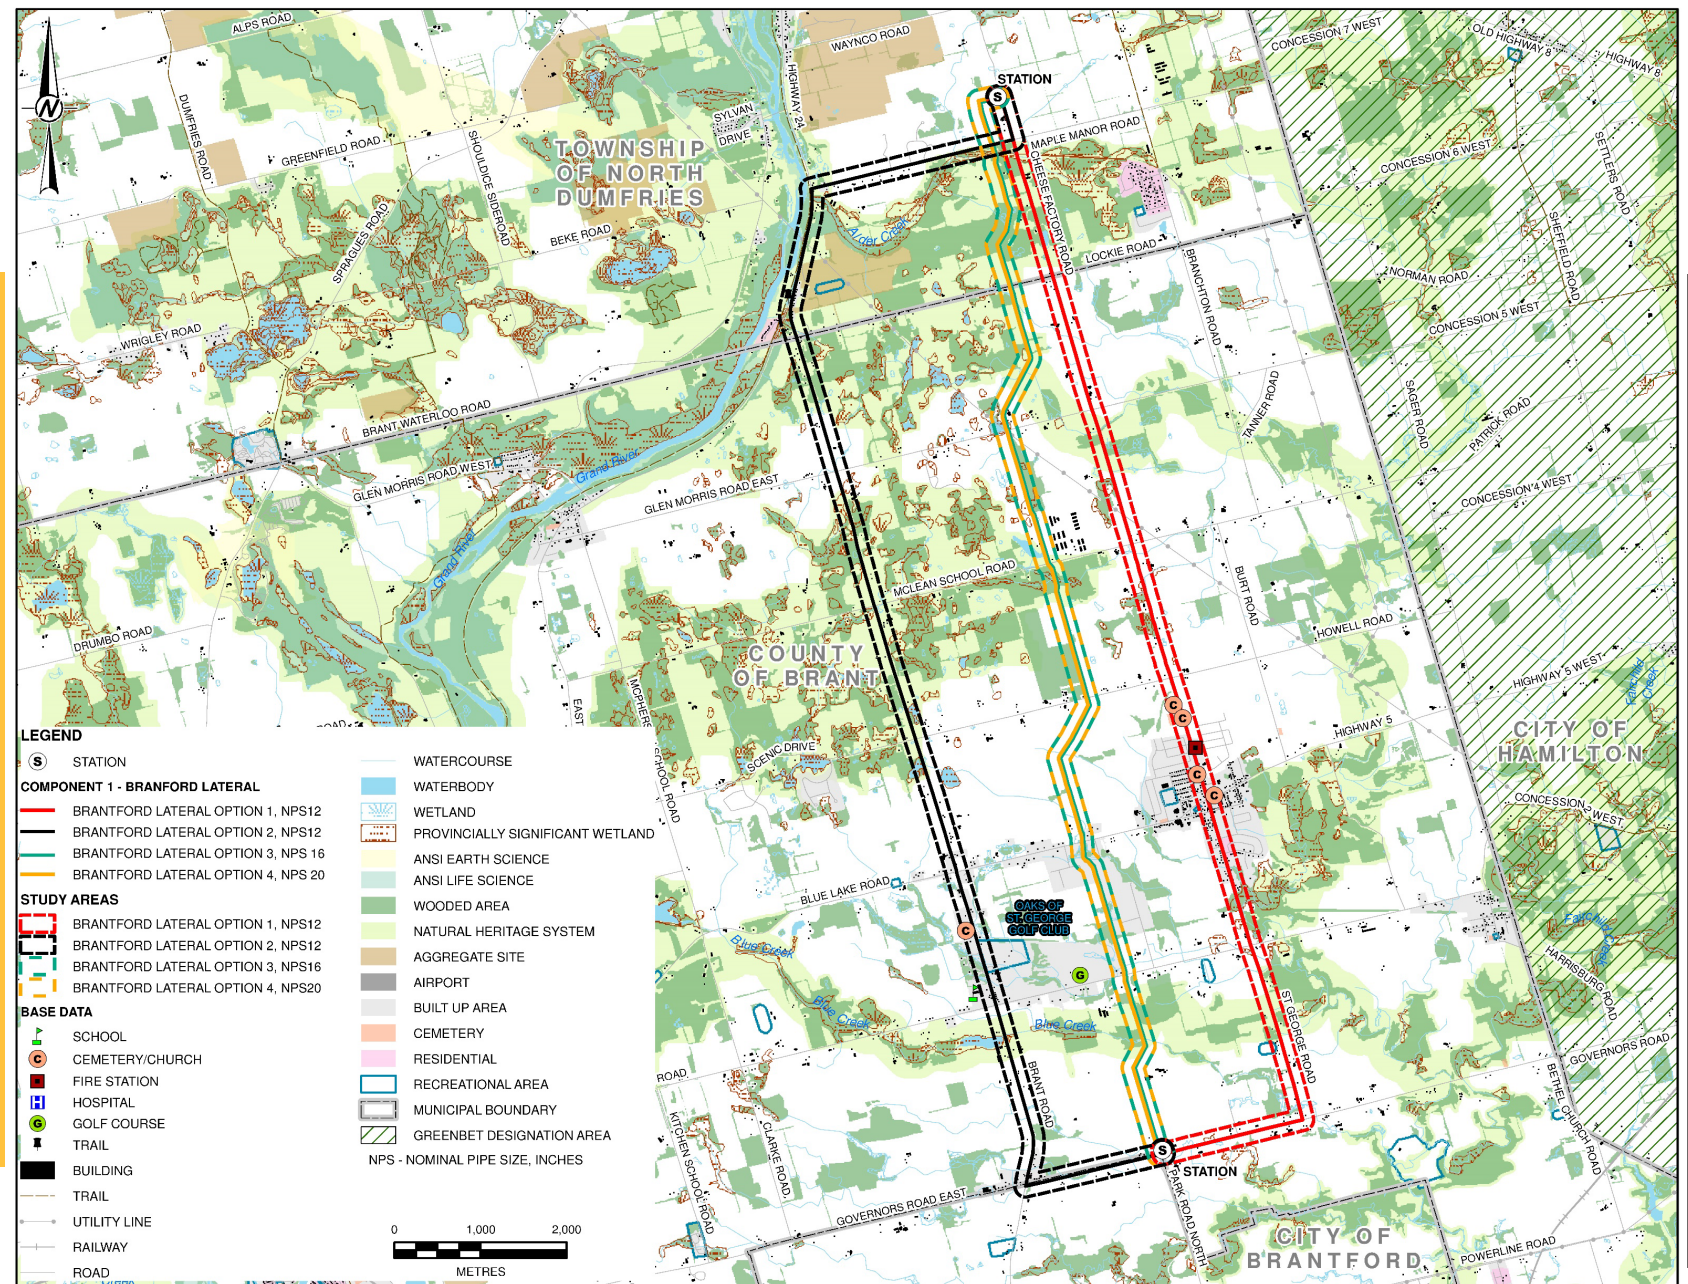 ALPS ROAD
WAYNCO ROAD
CONCESSION 7 WEST
OLD HIGHWAY 8
HIGHWAY 8
N
DUMFRIES ROAD
GREENFIELD ROAD
SHOULDICE SIDEROAD
SYLVAN
DRIVE
HIGHWAY 24
STATION
S
MAPLE MANOR ROAD
CHEESE FACTORY ROAD
CONCESSION 6 WEST
SETTLERS ROAD
TOWNSHIP
OF NORTH
DUMFRIES
SPRAGUES ROAD
BEKE ROAD
Alder Creek
LOCKIE ROAD
BRANCHTON ROAD
SHEFFIELD ROAD
NORMAN ROAD
CONCESSION 5 WEST
WRIGLEY ROAD
BRANT WATERLOO ROAD
GLEN MORRIS ROAD WEST
Grand River
GLEN MORRIS ROAD EAST
TANNER ROAD
SAGER ROAD
PATRICK ROAD
CONCESSION 4 WEST
Grand River
MCLEAN SCHOOL ROAD
BURT ROAD
HOWELL ROAD
DRUMBO ROAD
COUNTY
OF BRANT
HIGHWAY 5 WEST
Fairchild
Creek
EAST
MCPHERS
SCHOOL ROAD
SCENIC DRIVE
C
C
HIGHWAY 5
C
C
CITY OF
HAMILTON
CONCESSION 2 WEST
BLUE LAKE ROAD
OAKS OF
ST. GEORGE
GOLF CLUB
C
G
Blue Creek
Blue Creek
Blue Creek
Fairchild Creek
HARRISBURG ROAD
ST GEORGE ROAD
GOVERNORS ROAD
BETHEL CHURCH ROAD
BRANT ROAD
ROAD
KITCHEN SCHOOL ROAD
CLARKE ROAD
S
STATION
PARK ROAD NORTH
GOVERNORS ROAD EAST
CITY OF
BRANTFORD
POWERLINE ROAD
LEGEND
S STATION
COMPONENT 1 - BRANFORD LATERAL
BRANTFORD LATERAL OPTION 1, NPS12
BRANTFORD LATERAL OPTION 2, NPS12
BRANTFORD LATERAL OPTION 3, NPS 16
BRANTFORD LATERAL OPTION 4, NPS 20
STUDY AREAS
BRANTFORD LATERAL OPTION 1, NPS12
BRANTFORD LATERAL OPTION 2, NPS12
BRANTFORD LATERAL OPTION 3, NPS16
BRANTFORD LATERAL OPTION 4, NPS20
BASE DATA
SCHOOL
C CEMETERY/CHURCH
FIRE STATION
H HOSPITAL
G GOLF COURSE
TRAIL
BUILDING
TRAIL
UTILITY LINE
RAILWAY
ROAD
WATERCOURSE
WATERBODY
WETLAND
PROVINCIALLY SIGNIFICANT WETLAND
ANSI EARTH SCIENCE
ANSI LIFE SCIENCE
WOODED AREA
NATURAL HERITAGE SYSTEM
AGGREGATE SITE
AIRPORT
BUILT UP AREA
CEMETERY
RESIDENTIAL
RECREATIONAL AREA
MUNICIPAL BOUNDARY
GREENBET DESIGNATION AREA
NPS - NOMINAL PIPE SIZE, INCHES
0 1,000 2,000
METRES